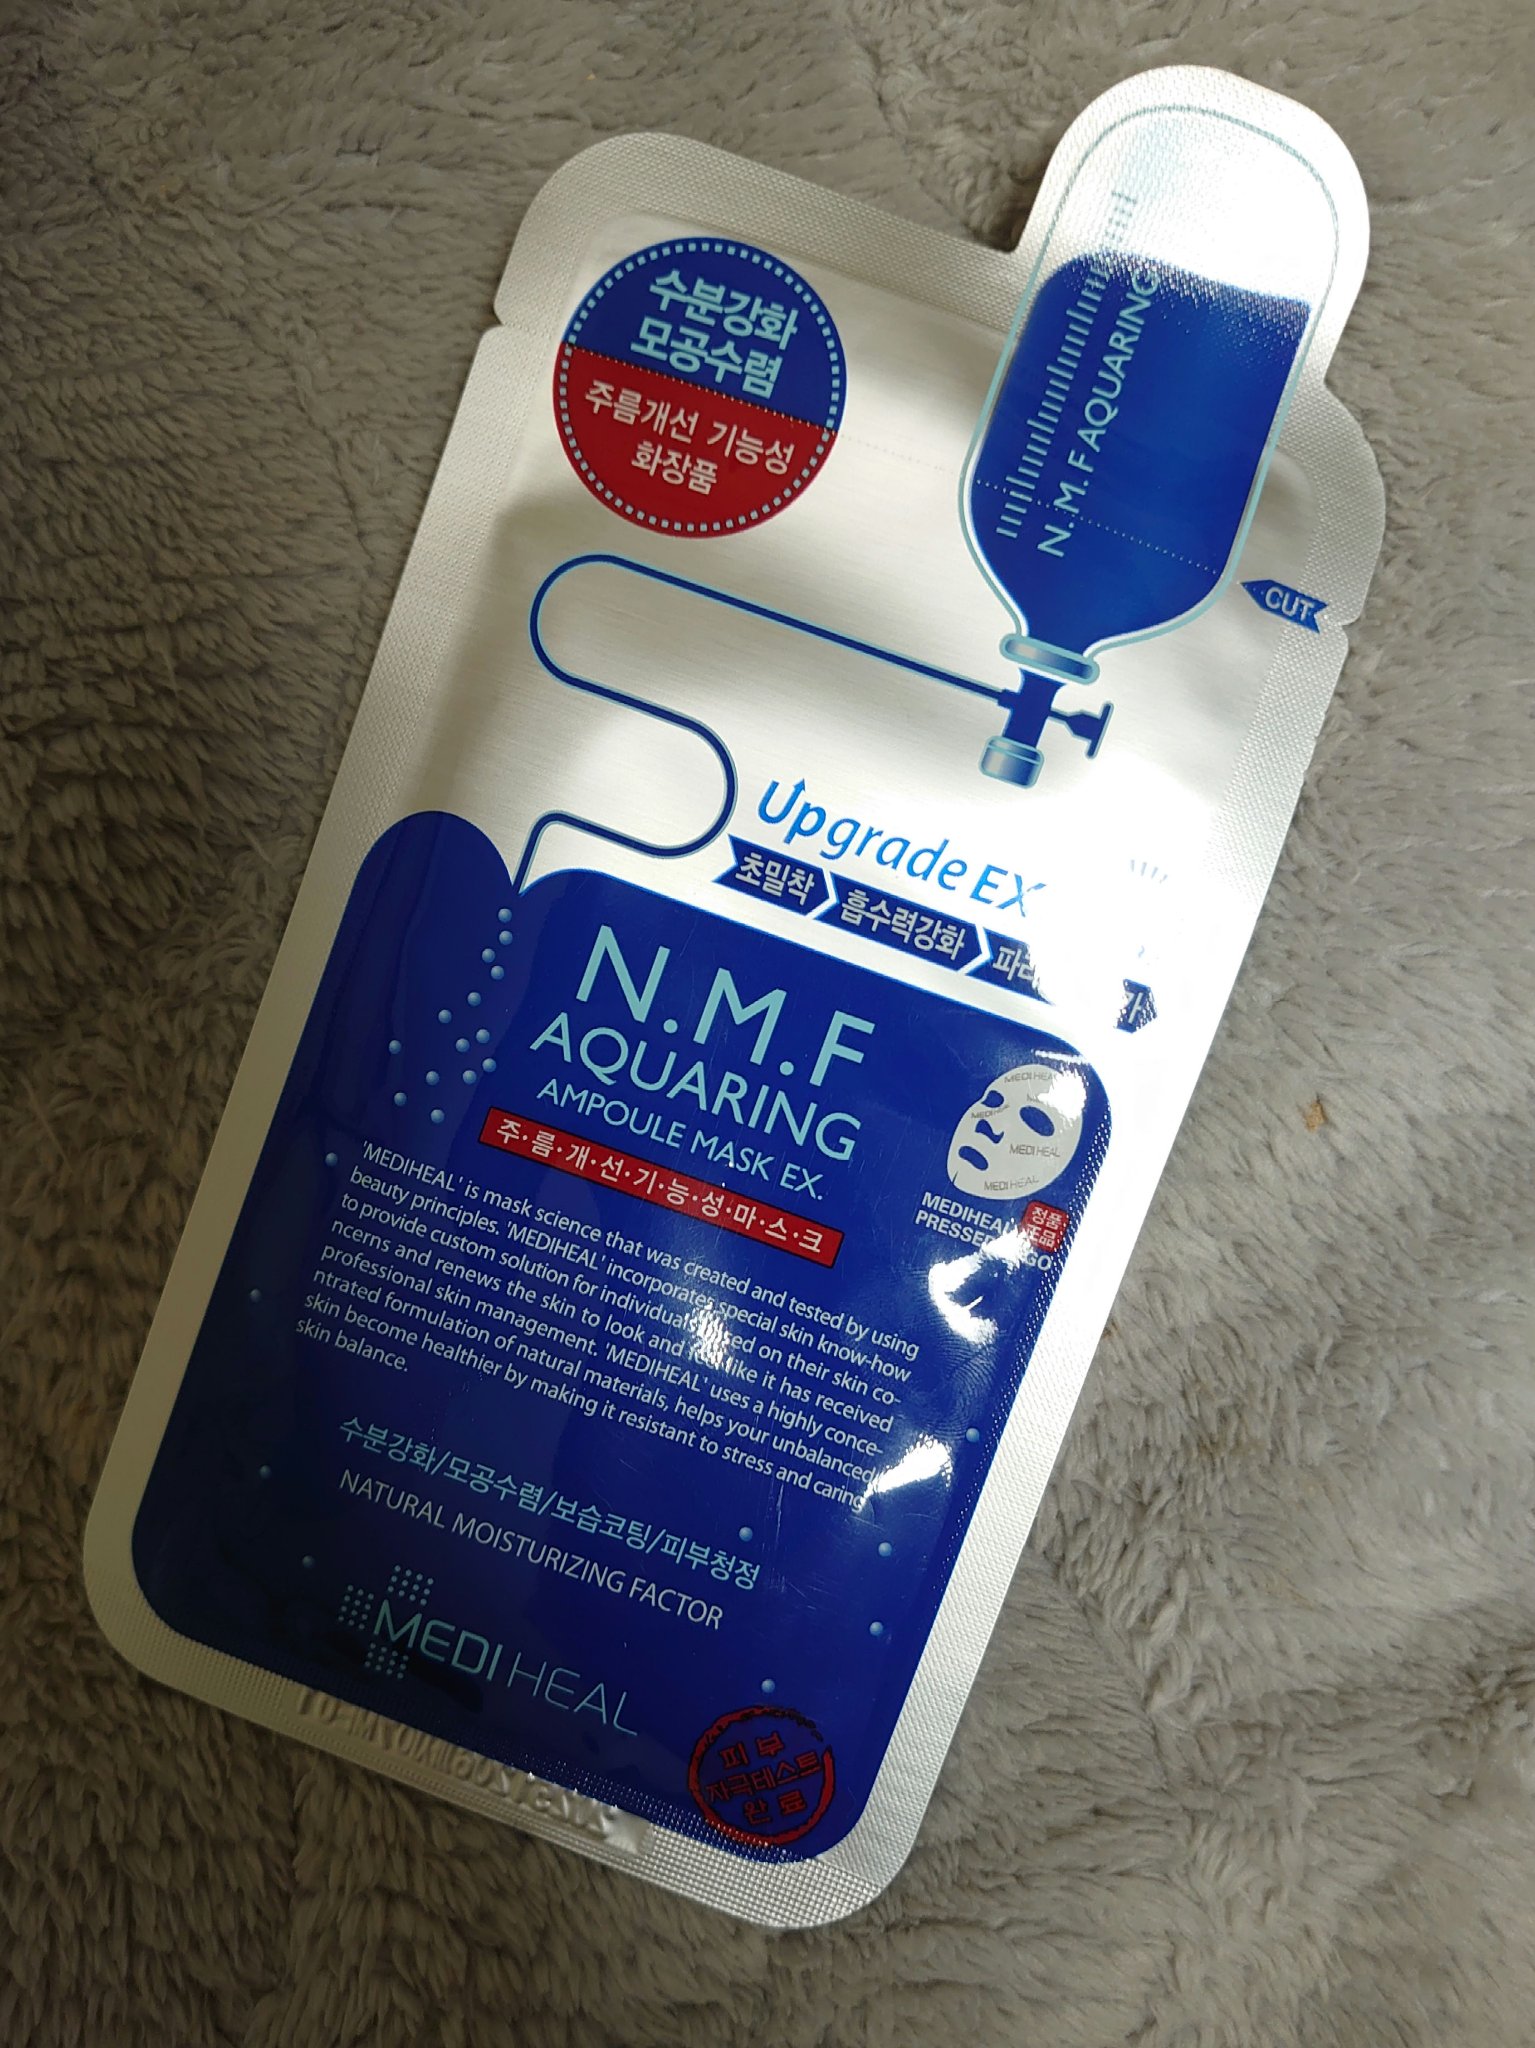 수분강화
모공수렴
주름개선 기능성
화장품
N.M.F AQUARING
CUT
Upgrade EX
초밀착 흡수력강화
N.M.F
AQUARING
AMPOULE MASK EX.
주·름·개·선·기·능·성·마·스·크
MEDIHEAL
MEDIHEAL
MEDIHEAL
MEDIHEAL
정품
正品
'MEDIHEAL' is mask science that was created and tested by using
beauty principles. 'MEDIHEAL' incorporates special skin know-how
to provide custom solution for individuals based on their skin co-
ncerns and renews the skin to look and feel like it has received
professional skin management. 'MEDIHEAL' uses a highly conce-
ntrated formulation of natural materials, helps your unbalanced
skin become healthier by making it resistant to stress and caring
skin balance.
수분강화/모공수렴/보습코팅/피부청정
NATURAL MOISTURIZING FACTOR
MEDIHEAL
피부
자극테스트
완료